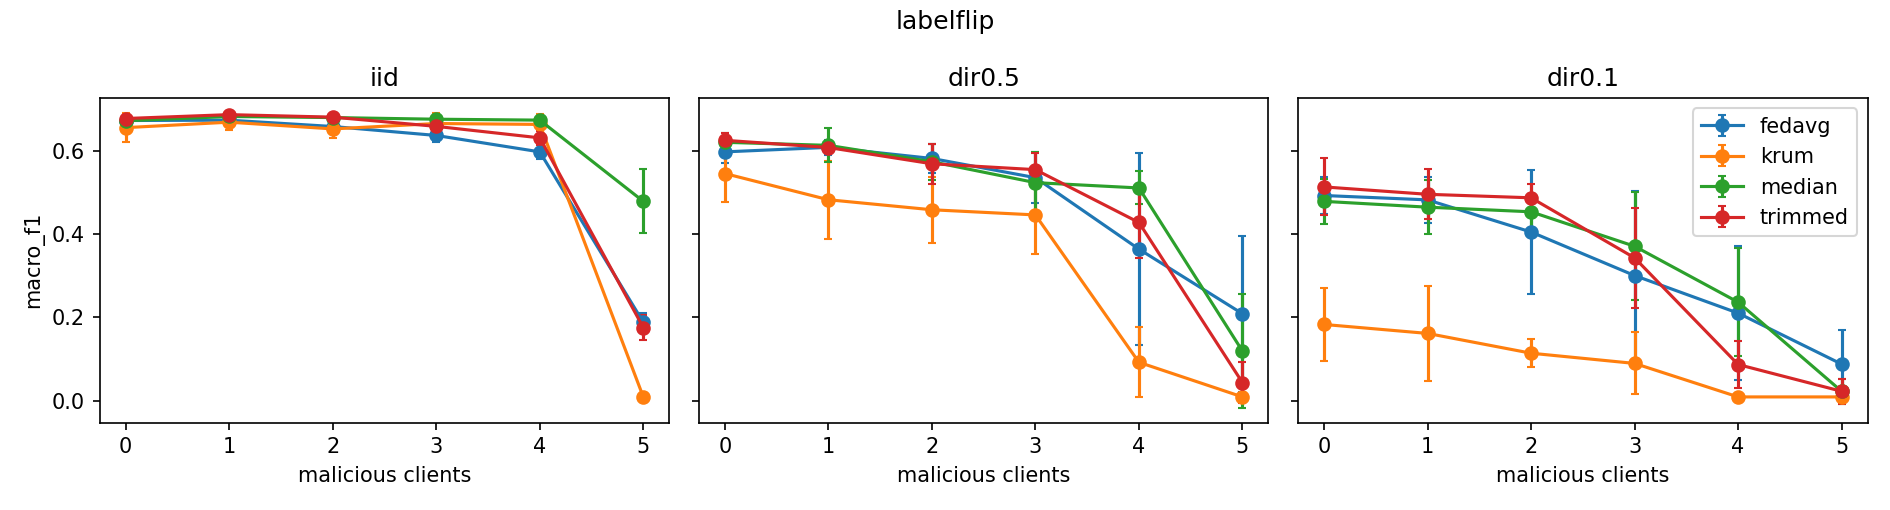 labelflip
iid
dir0.5
dir0.1
macro_f1
0.6
0.4
0.2
0.0
0 1 2 3 4 5
0 1 2 3 4 5
0 1 2 3 4 5
malicious clients
malicious clients
malicious clients
fedavg
krum
median
trimmed